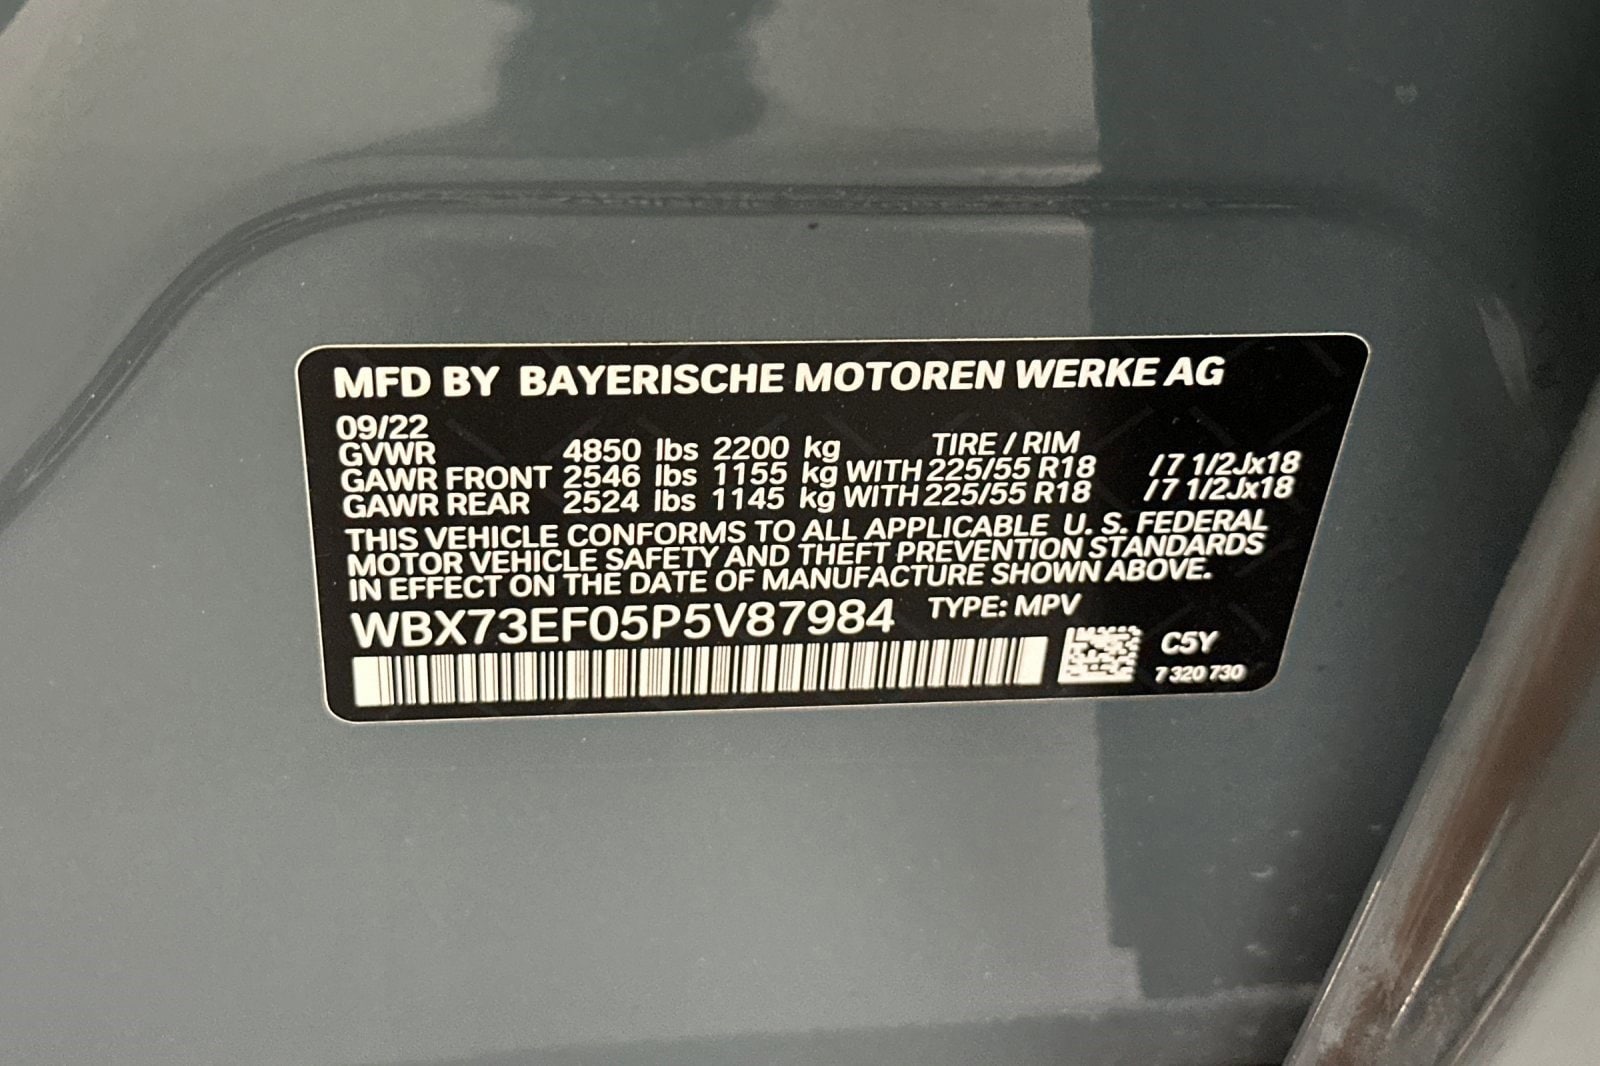 MFD BY BAYERISCHE MOTOREN WERKE AG
09/22
GVWR 4850 lbs 2200 kg TIRE / RIM
GAWR FRONT 2546 lbs 1155 kg WITH 225/55 R18 / 7 1/2Jx18
GAWR REAR 2524 lbs 1145 kg WITH 225/55 R18 / 7 1/2Jx18
THIS VEHICLE CONFORMS TO ALL APPLICABLE U. S. FEDERAL
MOTOR VEHICLE SAFETY AND THEFT PREVENTION STANDARDS
IN EFFECT ON THE DATE OF MANUFACTURE SHOWN ABOVE.
WBX73EF05P5V87984 TYPE: MPV
C5Y
7 320 730